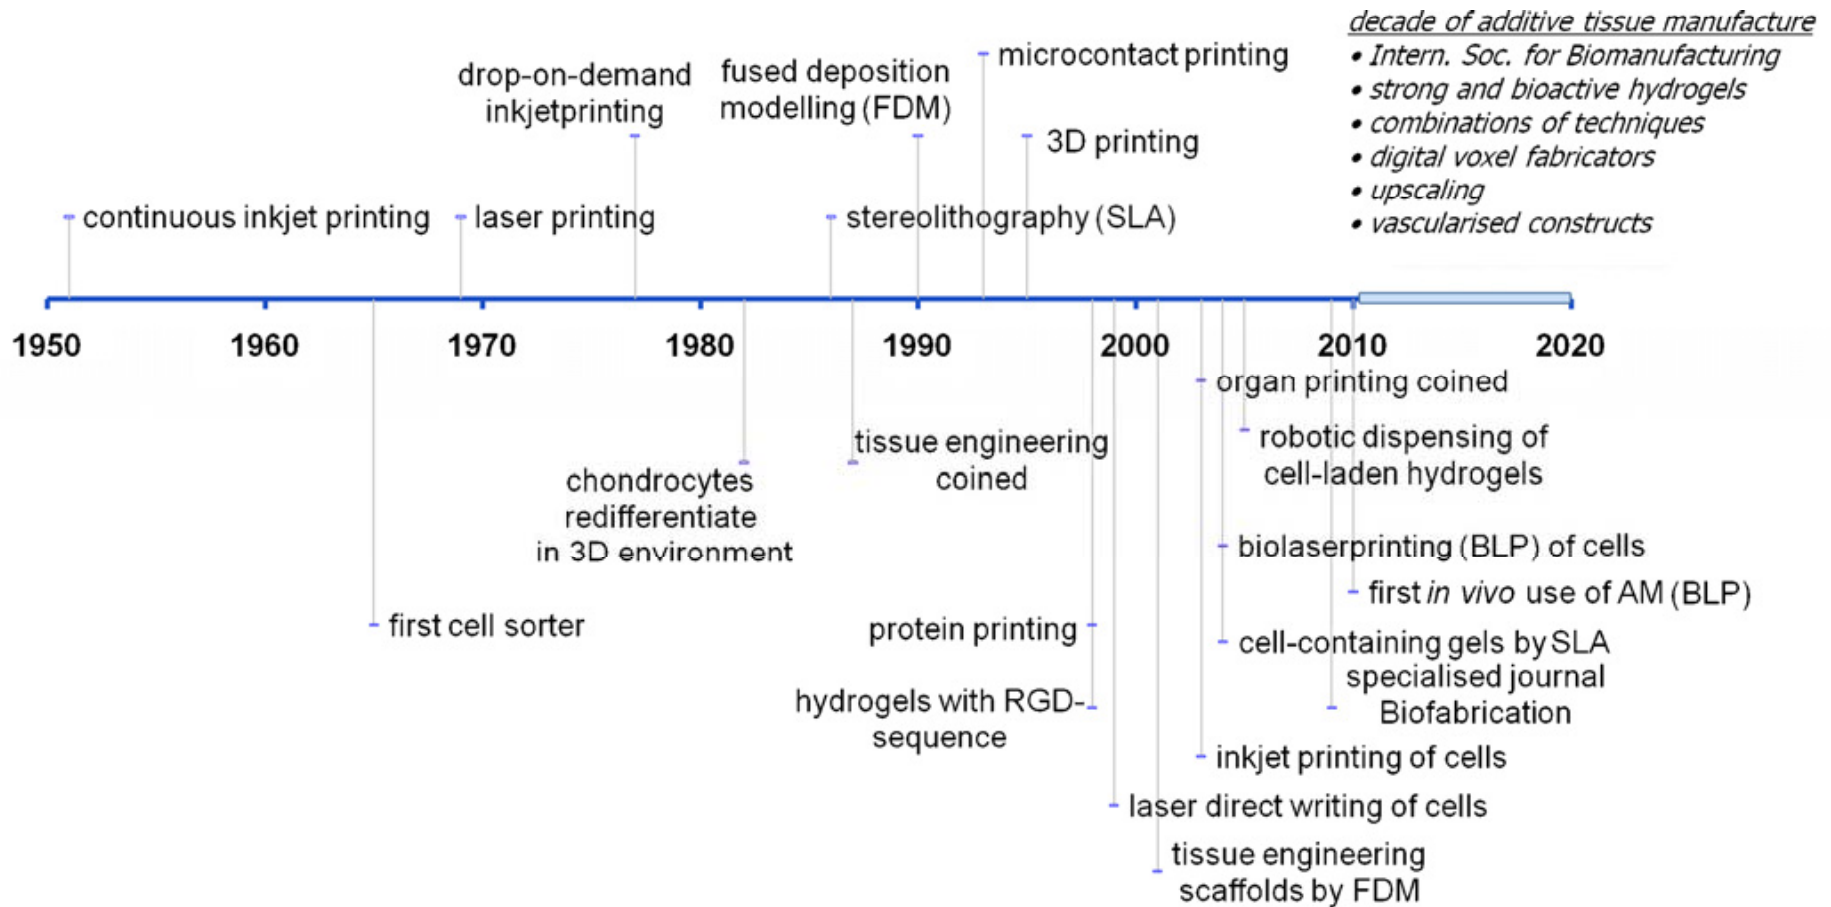 decade of additive tissue manufacture
• Intern. Soc. for Biomanufacturing
• strong and bioactive hydrogels
• combinations of techniques
• digital voxel fabricators
• upscaling
• vascularised constructs
microcontact printing
drop-on-demand
inkjetprinting
fused deposition
modelling (FDM)
3D printing
continuous inkjet printing
laser printing
stereolithography (SLA)
1950
1960
1970
1980
1990
2000
2010
2020
organ printing coined
robotic dispensing of
cell-laden hydrogels
tissue engineering
coined
chondrocytes
redifferentiate
in 3D environment
biolaserprinting (BLP) of cells
first in vivo use of AM (BLP)
first cell sorter
protein printing
cell-containing gels by SLA
specialised journal
Biofabrication
hydrogels with RGD-
sequence
inkjet printing of cells
laser direct writing of cells
tissue engineering
scaffolds by FDM